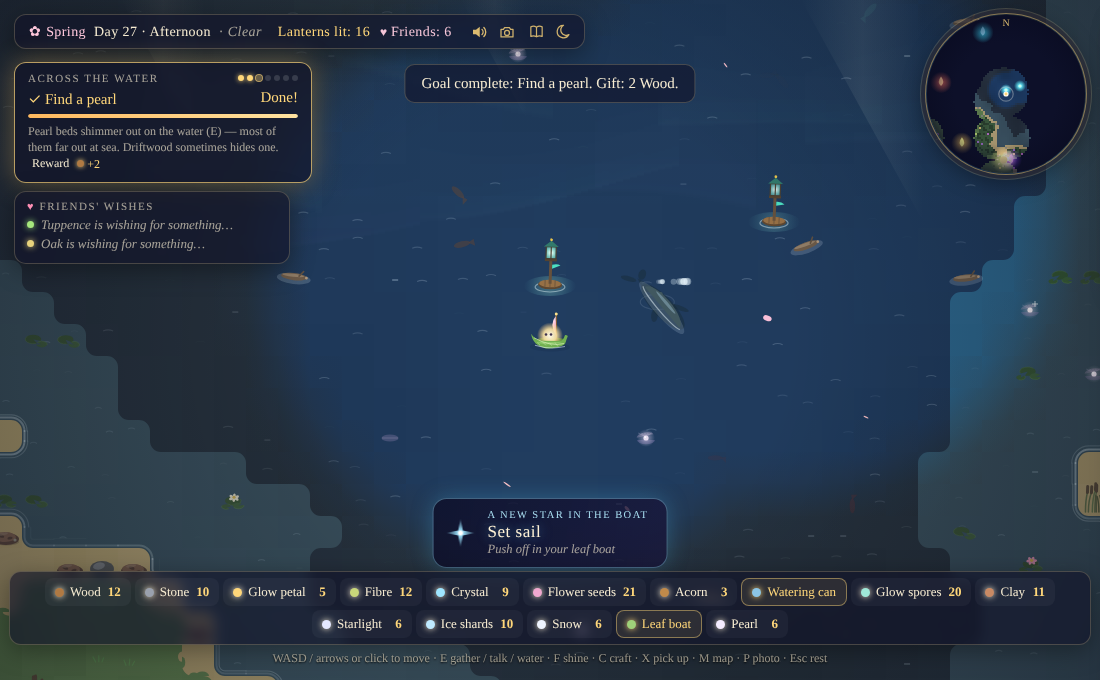 ✿ Spring Day 27 · Afternoon · Clear Lanterns lit: 16 ♥ Friends: 6
ACROSS THE WATER
✓ Find a pearl Done!
Pearl beds shimmer out on the water (E) — most of
them far out at sea. Driftwood sometimes hides one.
Reward +2
♥ FRIENDS' WISHES
Tuppence is wishing for something…
Oak is wishing for something…
Goal complete: Find a pearl. Gift: 2 Wood.
N
A NEW STAR IN THE BOAT
Set sail
Push off in your leaf boat
Wood 12 Stone 10 Glow petal 5 Fibre 12 Crystal 9 Flower seeds 21 Acorn 3 Watering can Glow spores 20 Clay 11
Starlight 6 Ice shards 10 Snow 6 Leaf boat Pearl 6
WASD / arrows or click to move · E gather / talk / water · F shine · C craft · X pick up · M map · P photo · Esc rest